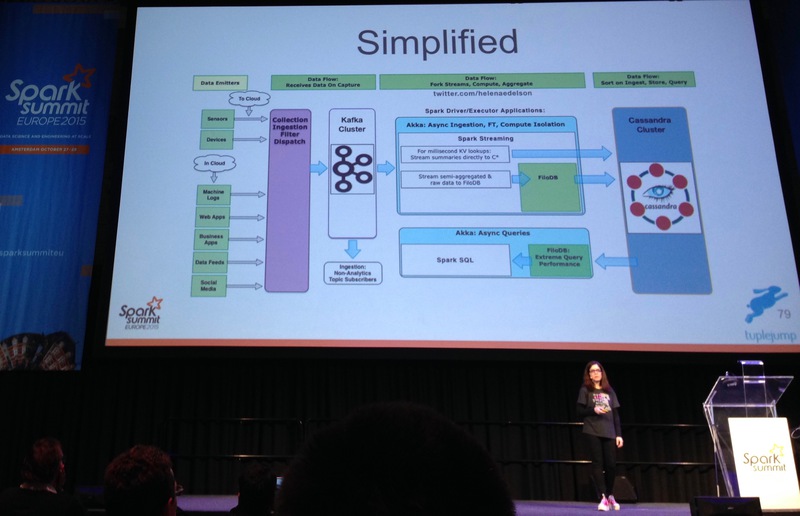 Spark
summit
EUROPE2015
DATA SCIENCE AND ENGINEERING AT SCALE
AMSTERDAM OCTOBER 27-29
sparksummiteu
Simplified
Data Emitters
Data Flow:
Receives Data On Capture
Data Flow:
Fork Streams, Compute, Aggregate
Data Flow:
Sort on Ingest, Store, Query
twitter.com/helenaedelson
To Cloud
Sensors
Devices
In Cloud
Machine
Logs
Web Apps
Business
Apps
Data Feeds
Social
Media
Collection
Ingestion
Filter
Dispatch
Kafka
Cluster
Ingestion:
Non-Analytics
Topic Subscribers
Spark Driver/Executor Applications:
Akka: Async Ingestion, FT, Compute Isolation
Spark Streaming
For millisecond KV lookups:
Stream summaries directly to C*
Stream semi-aggregated &
raw data to FiloDB
FiloDB
Akka: Async Queries
Spark SQL
FiloDB:
Extreme Query
Performance
Cassandra
Cluster
cassandra
Spark
summit
EUROPE2015
79
tuplejump
Spark
summit